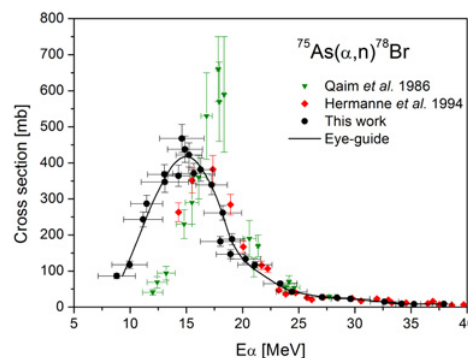 ⁷⁵As(α,n)⁷⁸Br
Qaim et al. 1986
Hermanne et al. 1994
This work
Eye-guide
Cross section [mb]
800
700
600
500
400
300
200
100
0
5 10 15 20 25 30 35 40
Eα [MeV]